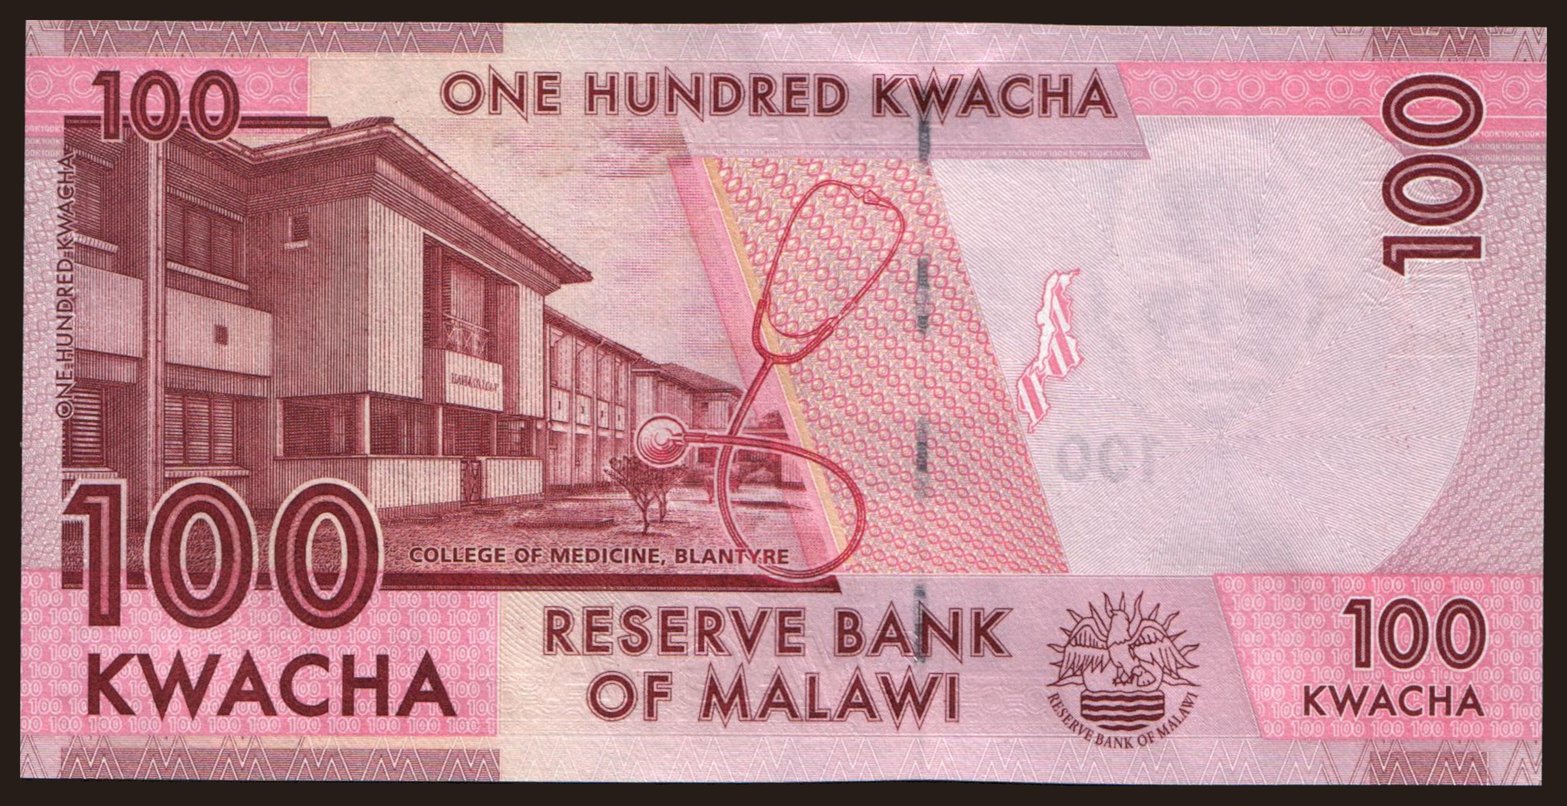 100
ONE HUNDRED KWACHA
100
ONE HUNDRED KWACHA
COLLEGE OF MEDICINE, BLANTYRE
100
100
KWACHA
RESERVE BANK
OF MALAWI
RESERVE BANK OF MALAWI
100
KWACHA